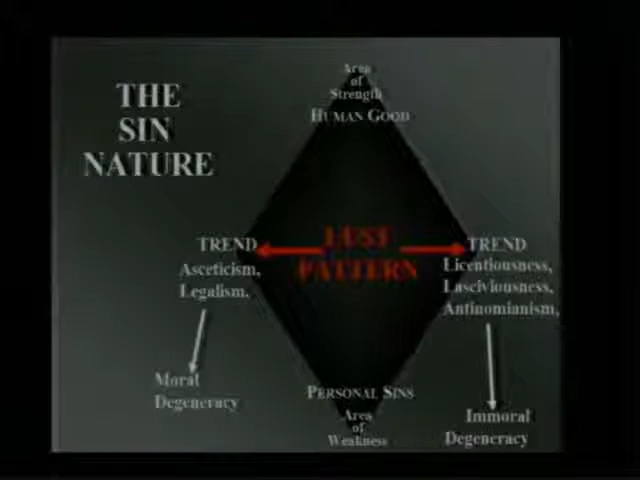 THE
SIN
NATURE
Area
of
Strength
HUMAN GOOD
TREND
Asceticism,
Legalism,
LUST
PATTERN
TREND
Licentiousness,
Lasciviousness,
Antinomianism,
Moral
Degeneracy
PERSONAL SINS
Area
of
Weakness
Immoral
Degeneracy